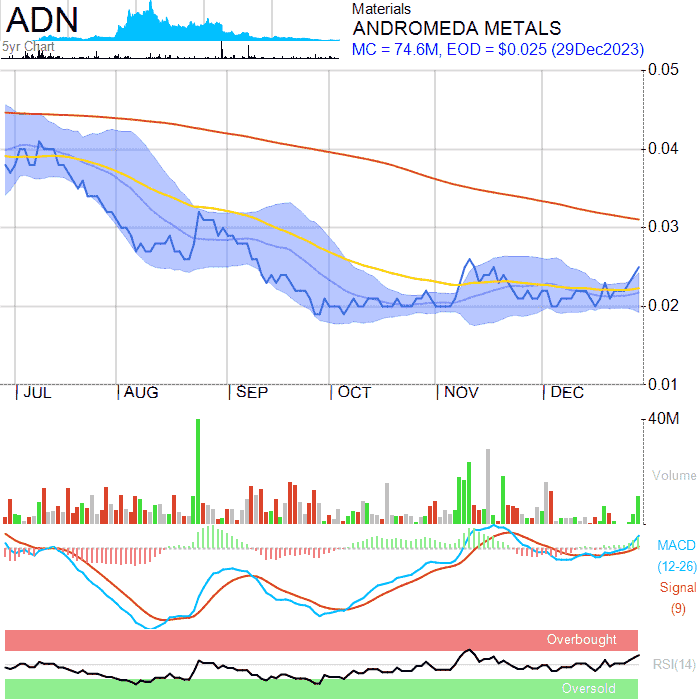 ADN
5yr Chart
Materials
ANDROMEDA METALS
MC = 74.6M, EOD = $0.025 (29Dec2023)
0.05
0.04
0.03
0.02
0.01
JUL AUG SEP OCT NOV DEC
40M
Volume
MACD
(12-26)
Signal
(9)
Overbought
RSI(14)
Oversold